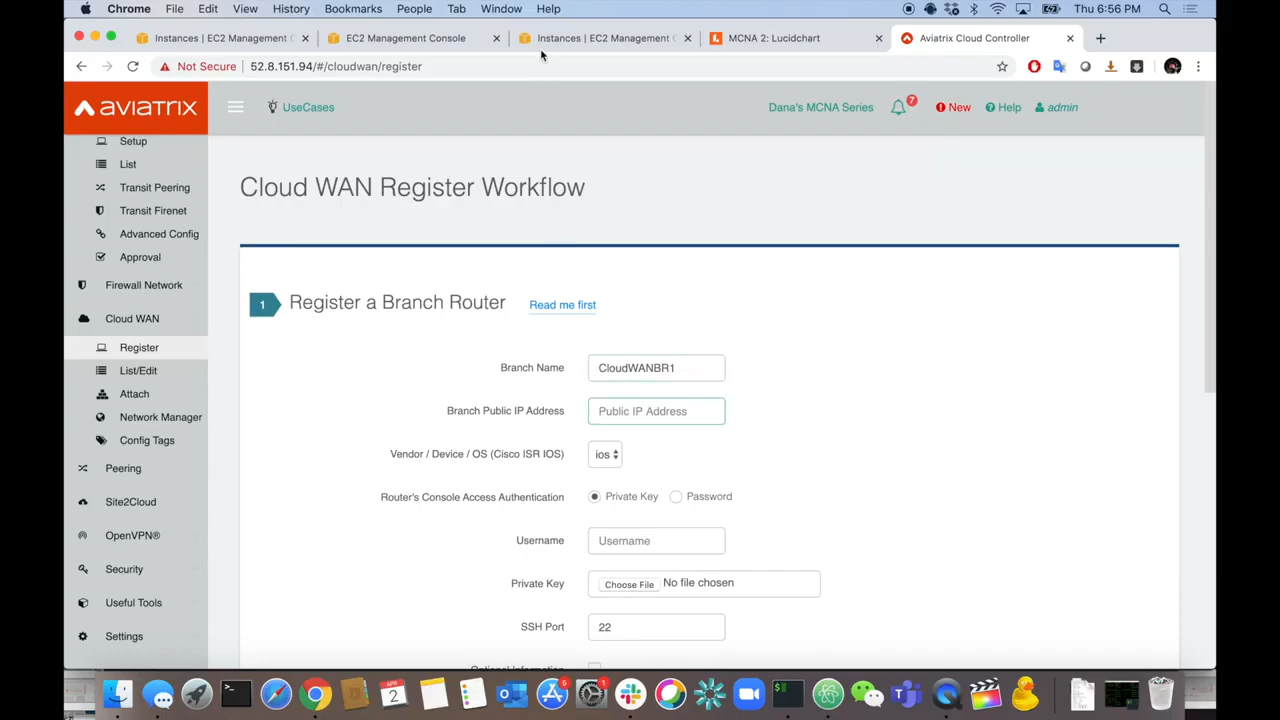 Chrome File Edit View History Bookmarks People Tab Window Help Thu 6:56 PM
Instances | EC2 Management C EC2 Management Console Instances | EC2 Management C MCNA 2: Lucidchart Aviatrix Cloud Controller
Not Secure 52.8.151.94/#/cloudwan/register
AVIATRIX UseCases Dana's MCNA Series 7 New Help admin
Setup
List
Transit Peering
Transit Firenet
Advanced Config
Approval
Firewall Network
Cloud WAN
Register
List/Edit
Attach
Network Manager
Config Tags
Peering
Site2Cloud
OpenVPN®
Security
Useful Tools
Settings
Cloud WAN Register Workflow
1 Register a Branch Router Read me first
Branch Name CloudWANBR1
Branch Public IP Address Public IP Address
Vendor / Device / OS (Cisco ISR IOS) ios
Router's Console Access Authentication Private Key Password
Username Username
Private Key Choose File No file chosen
SSH Port 22
Optional Information
APR
2
5
1